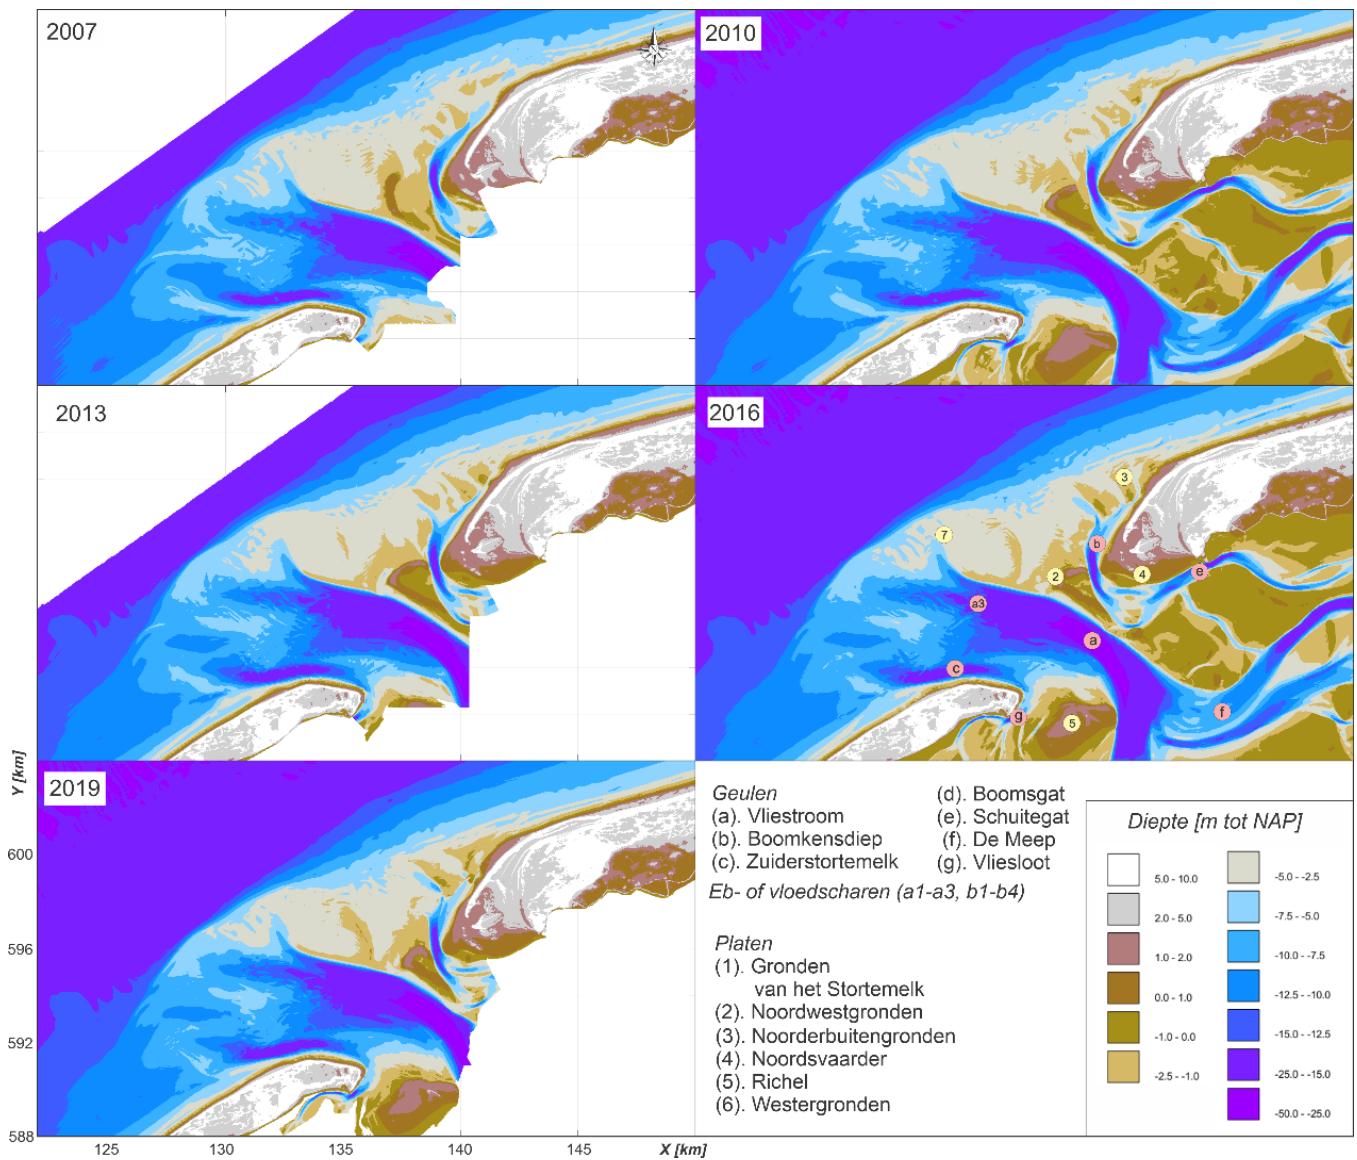 2007
2010
2013
2016
3
7
b
2
4
e
a3
a
c
f
g
5
2019
Y [km]
600
596
592
588
125
130
135
140
X [km]
145
Geulen
(a). Vliestroom
(b). Boomkensdiep
(c). Zuiderstortemelk
(d). Boomsgat
(e). Schuitegat
(f). De Meep
(g). Vliesloot
Eb- of vloedscharen (a1-a3, b1-b4)
Platen
(1). Gronden
van het Stortemelk
(2). Noordwestgronden
(3). Noorderbuitengronden
(4). Noordsvaarder
(5). Richel
(6). Westergronden
Diepte [m tot NAP]
5.0 - 10.0
2.0 - 5.0
1.0 - 2.0
0.0 - 1.0
-1.0 - 0.0
-2.5 - -1.0
-5.0 - -2.5
-7.5 - -5.0
-10.0 - -7.5
-12.5 - -10.0
-15.0 - -12.5
-25.0 - -15.0
-50.0 - -25.0